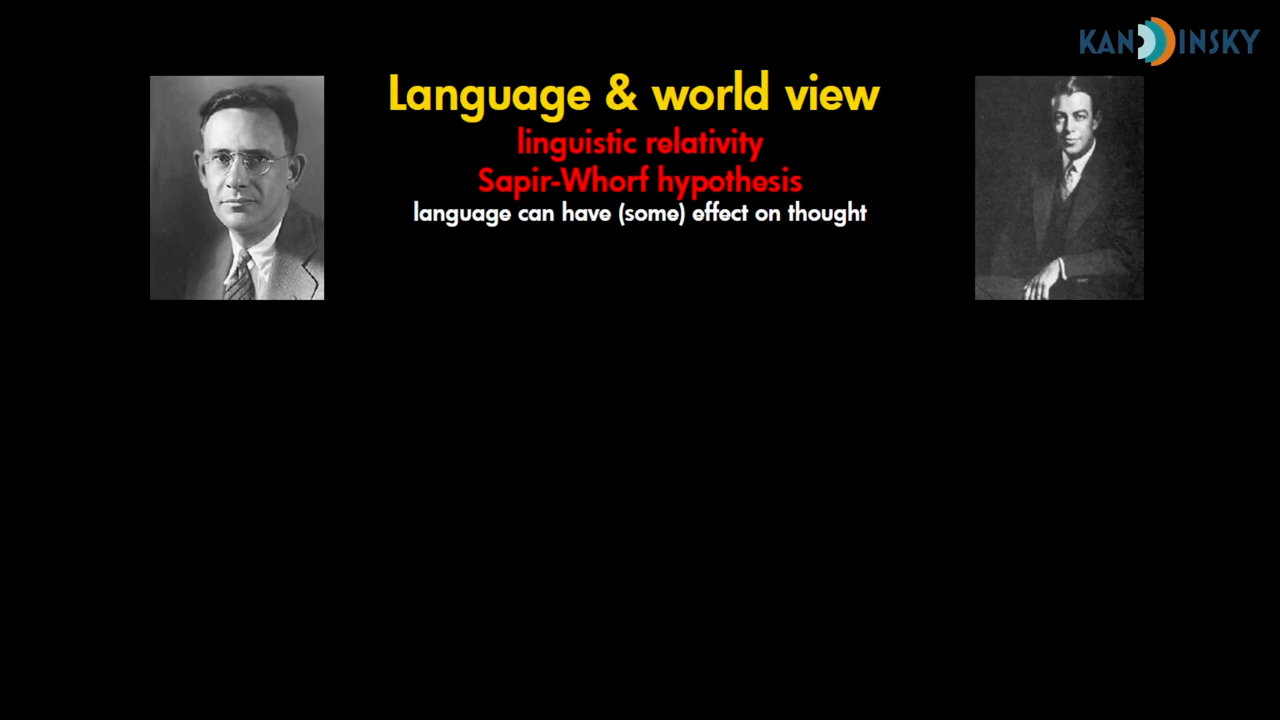 KANDINSKY
Language & world view
linguistic relativity
Sapir-Whorf hypothesis
language can have (some) effect on thought